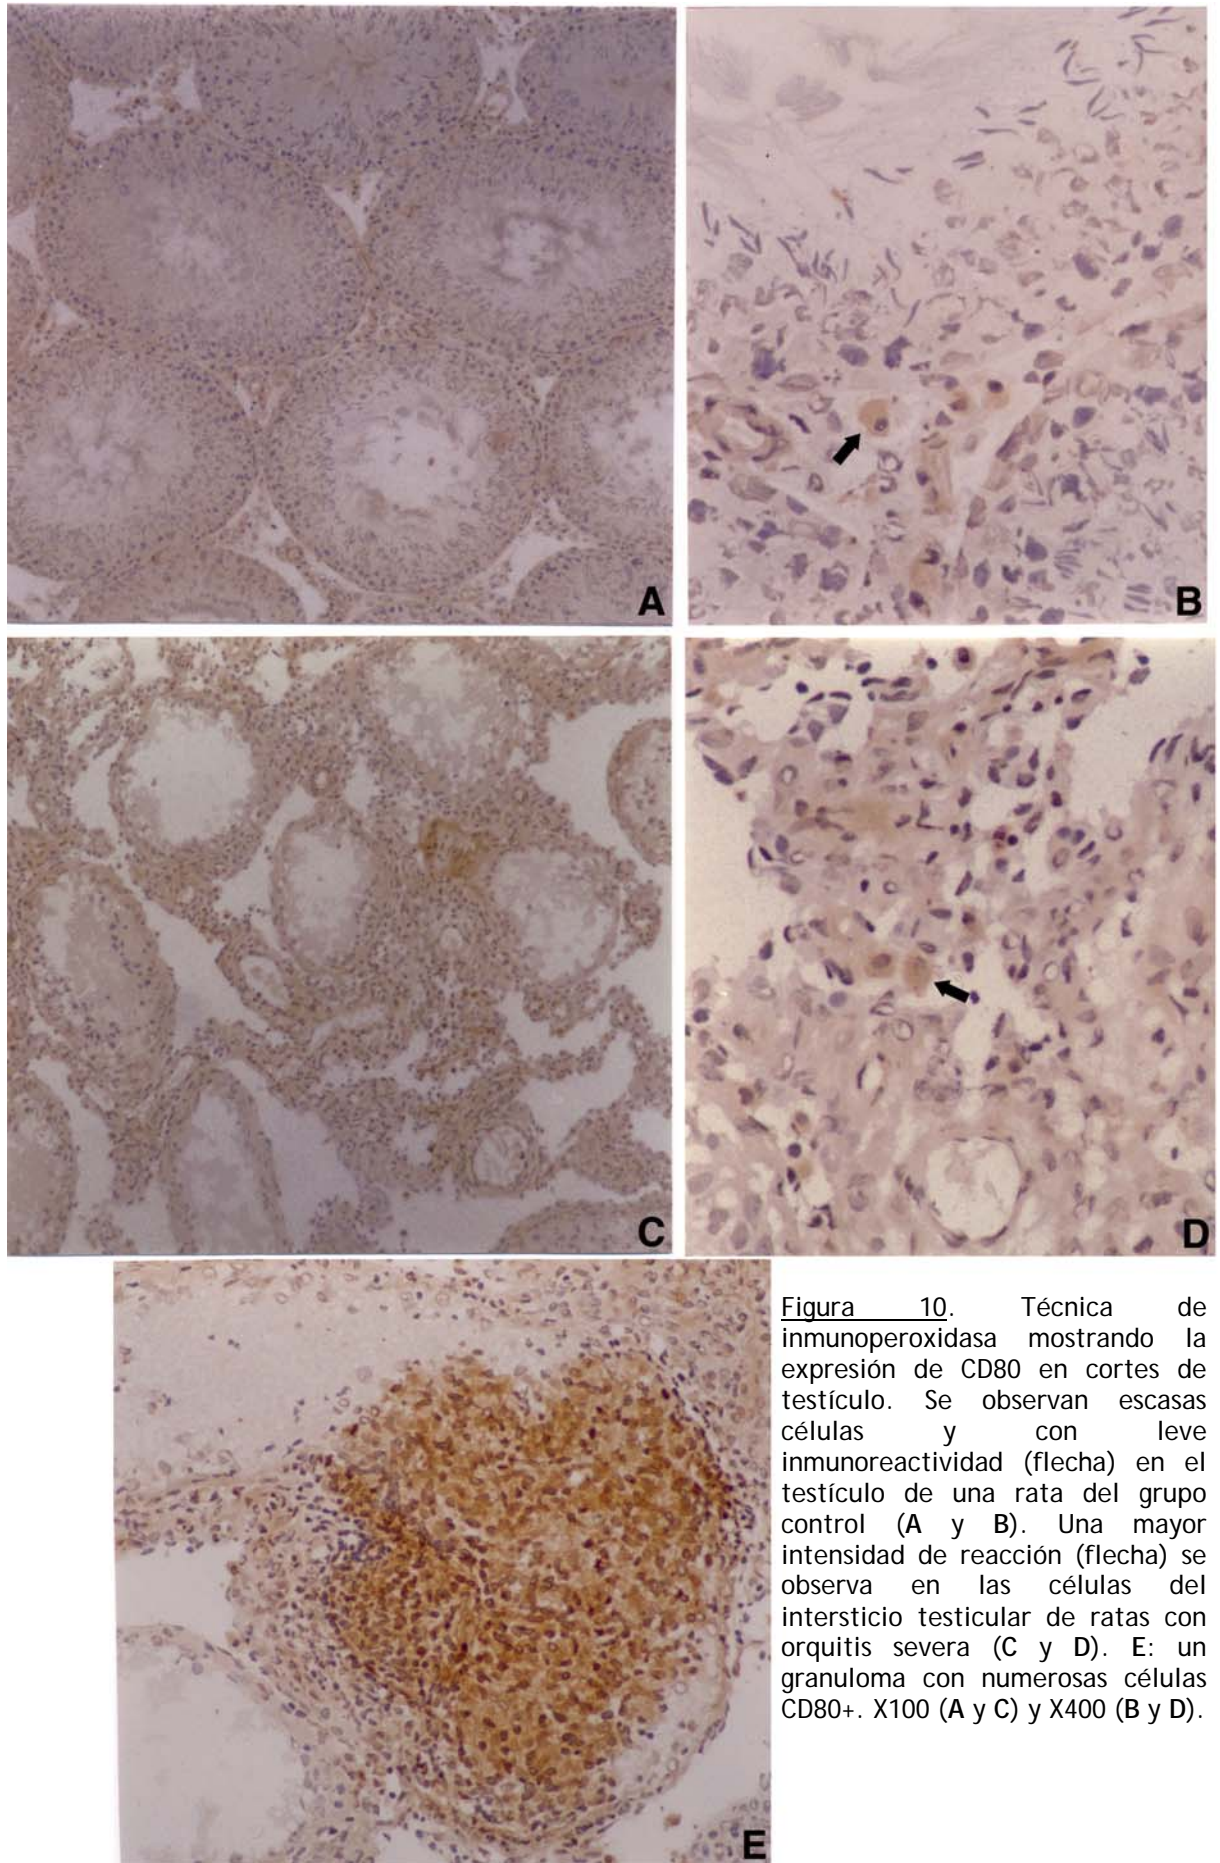 A
B
C
D
E
Figura 10. Técnica de
inmunoperoxidasa mostrando la
expresión de CD80 en cortes de
testículo. Se observan escasas
células y con leve
inmunoreactividad (flecha) en el
testículo de una rata del grupo
control (A y B). Una mayor
intensidad de reacción (flecha) se
observa en las células del
intersticio testicular de ratas con
orquitis severa (C y D). E: un
granuloma con numerosas células
CD80+. X100 (A y C) y X400 (B y D).